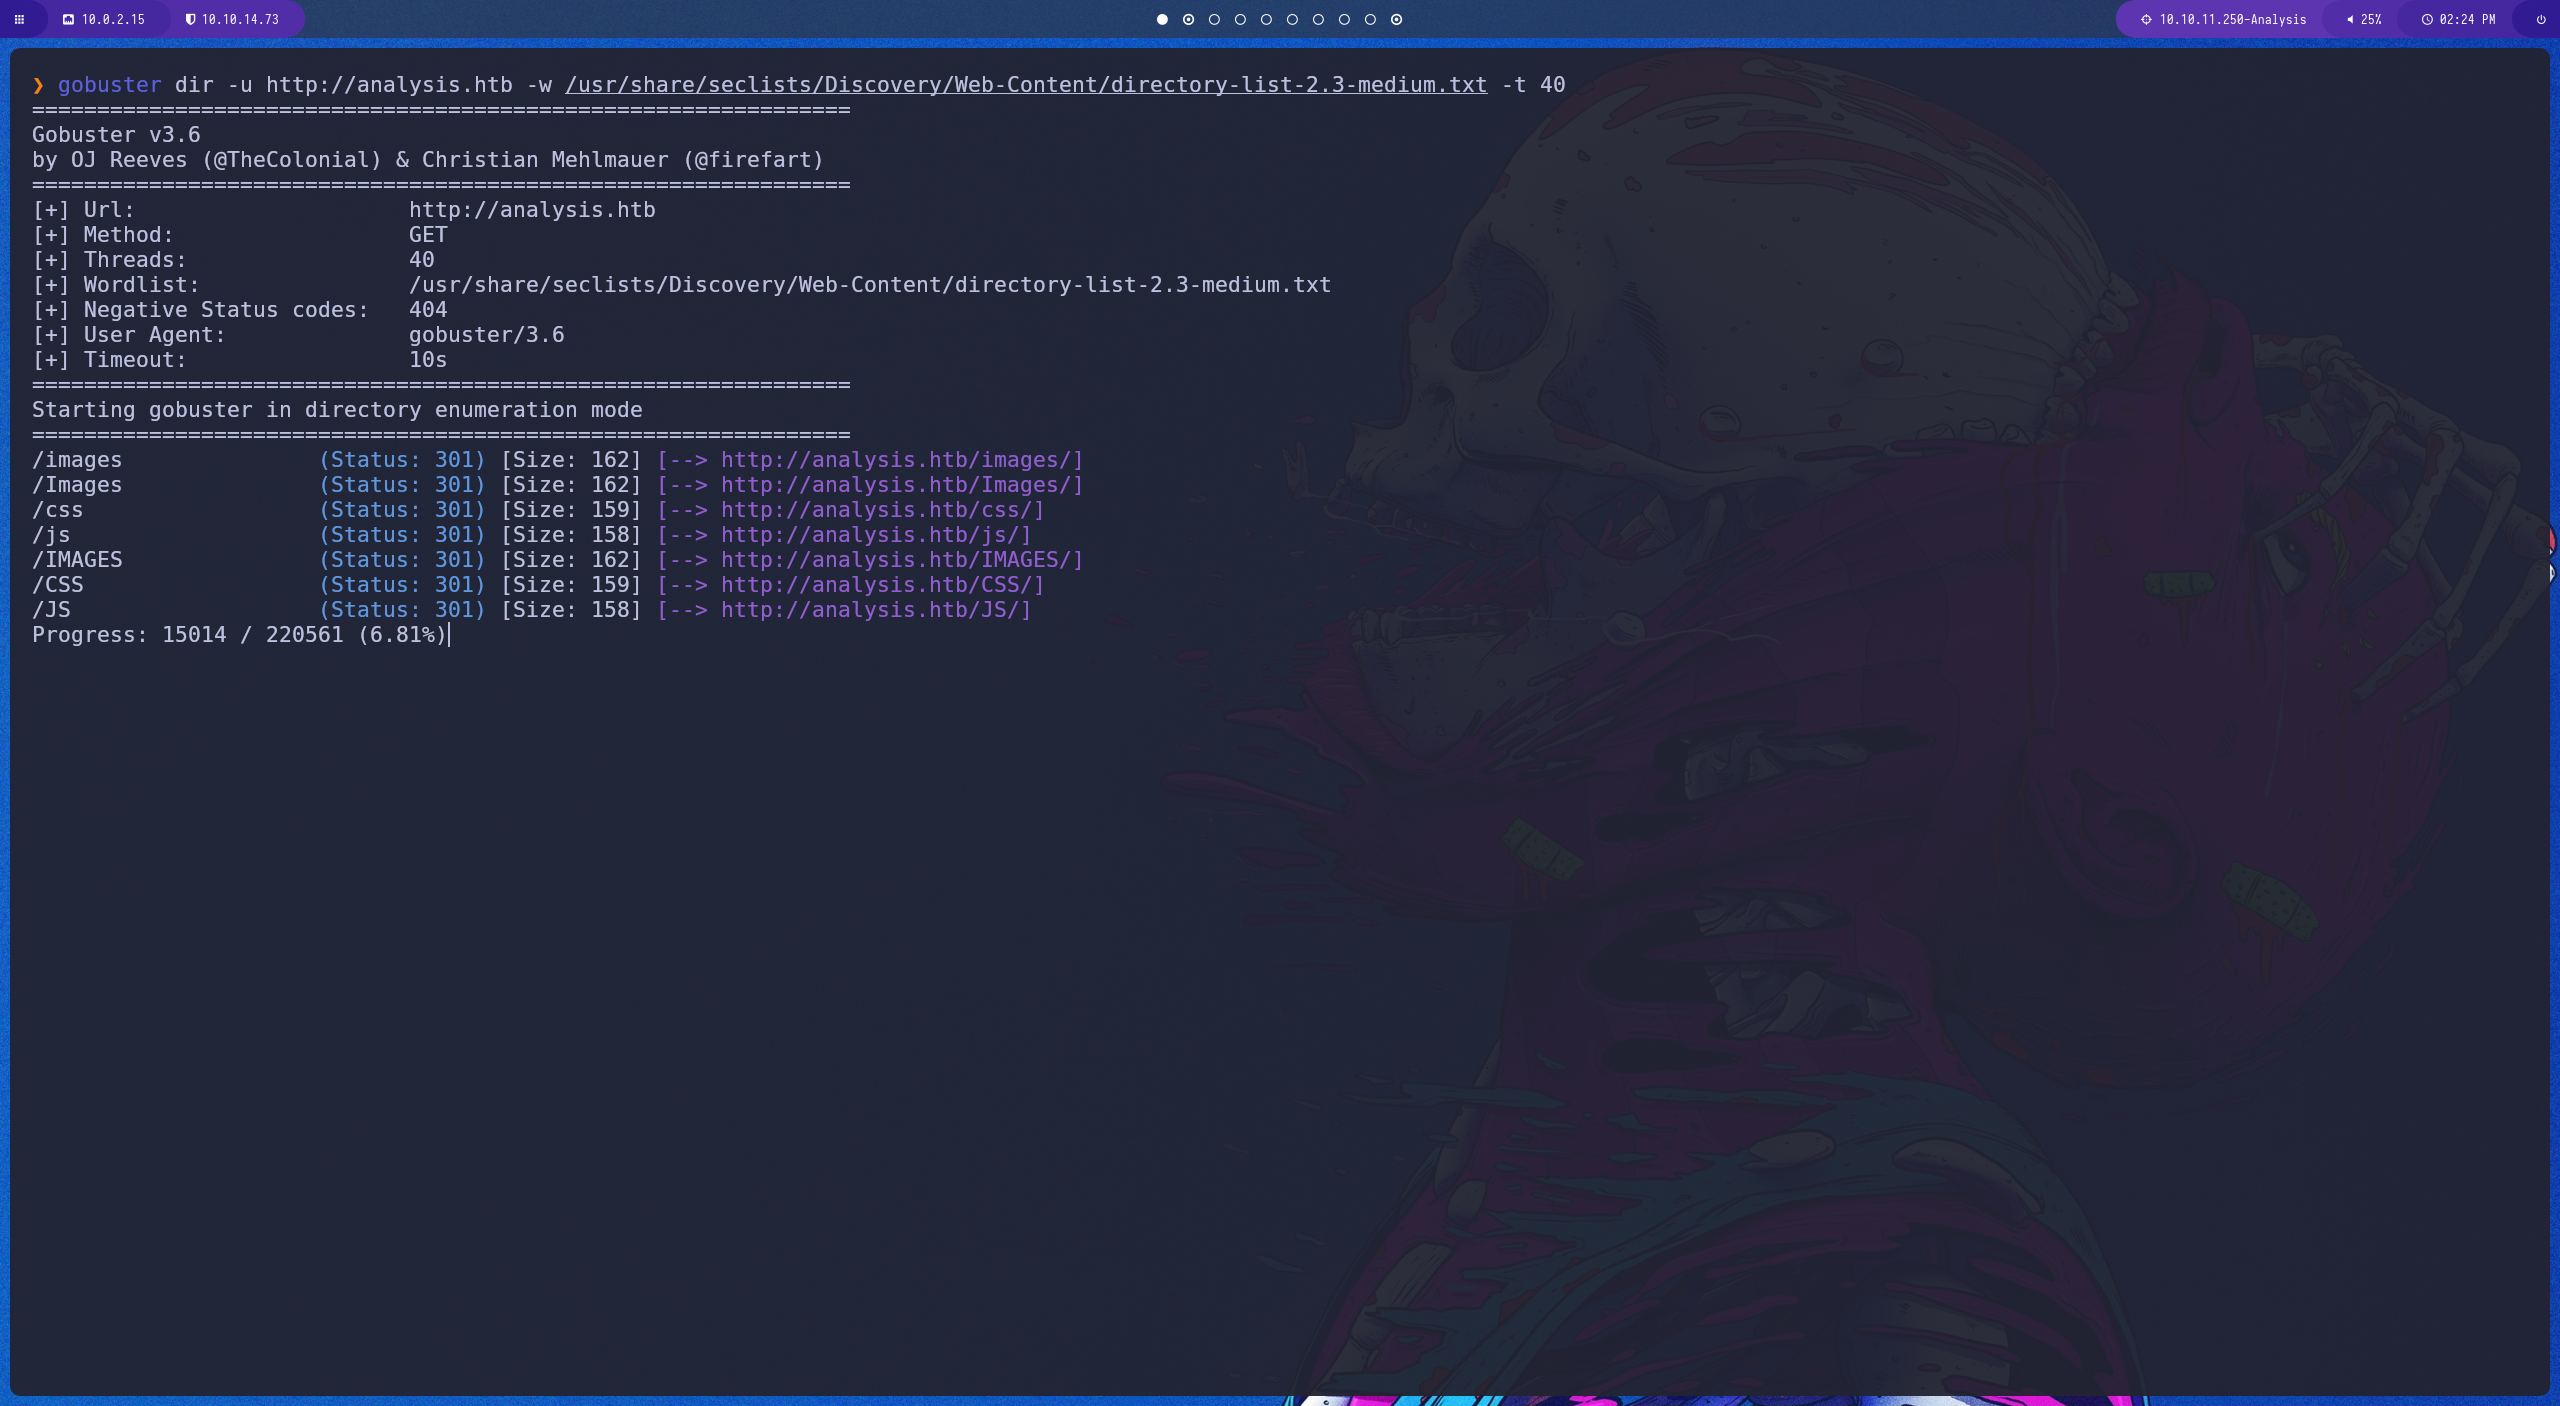 10.0.2.15 10.10.14.73 10.10.11.250-Analysis 25% 02:24 PM
❯ gobuster dir -u http://analysis.htb -w /usr/share/seclists/Discovery/Web-Content/directory-list-2.3-medium.txt -t 40
===============================================================
Gobuster v3.6
by OJ Reeves (@TheColonial) & Christian Mehlmauer (@firefart)
===============================================================
[+] Url:                     http://analysis.htb
[+] Method:                  GET
[+] Threads:                 40
[+] Wordlist:                /usr/share/seclists/Discovery/Web-Content/directory-list-2.3-medium.txt
[+] Negative Status codes:   404
[+] User Agent:              gobuster/3.6
[+] Timeout:                 10s
===============================================================
Starting gobuster in directory enumeration mode
===============================================================
/images               (Status: 301) [Size: 162] [--> http://analysis.htb/images/]
/Images               (Status: 301) [Size: 162] [--> http://analysis.htb/Images/]
/css                  (Status: 301) [Size: 159] [--> http://analysis.htb/css/]
/js                   (Status: 301) [Size: 158] [--> http://analysis.htb/js/]
/IMAGES               (Status: 301) [Size: 162] [--> http://analysis.htb/IMAGES/]
/CSS                  (Status: 301) [Size: 159] [--> http://analysis.htb/CSS/]
/JS                   (Status: 301) [Size: 158] [--> http://analysis.htb/JS/]
Progress: 15014 / 220561 (6.81%)